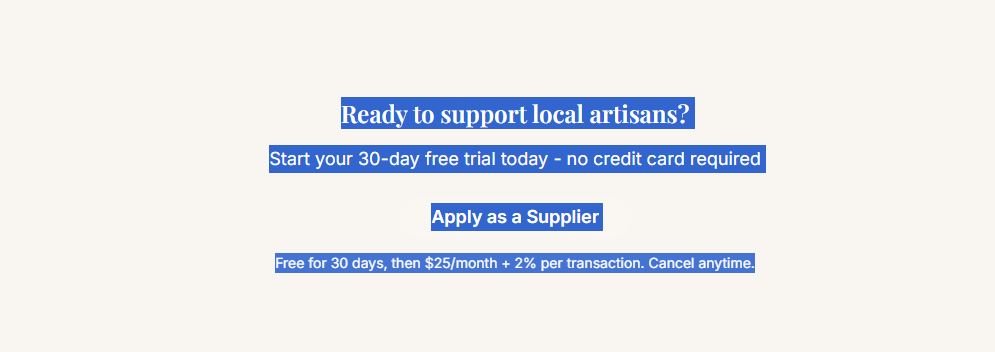 Ready to support local artisans?
Start your 30-day free trial today - no credit card required
Apply as a Supplier
Free for 30 days, then $25/month + 2% per transaction. Cancel anytime.